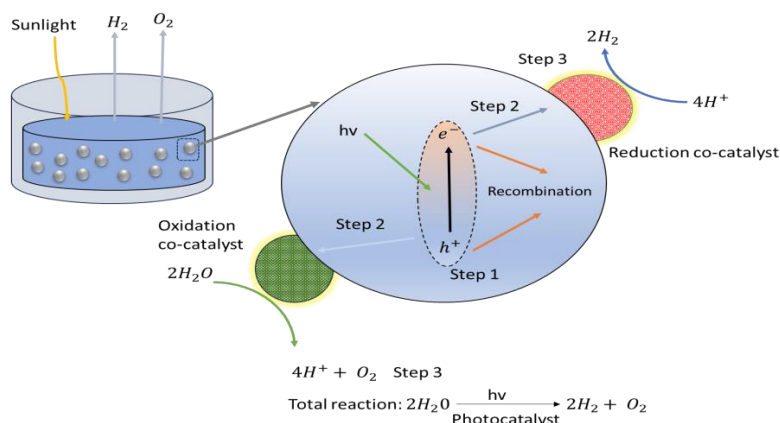 Sunlight
H₂
O₂
Step 3
2H₂
4H⁺
Step 2
hv
e⁻
Reduction co-catalyst
Recombination
Oxidation
co-catalyst
Step 2
h⁺
Step 1
2H₂O
4H⁺ + O₂ Step 3
Total reaction: 2H₂0 hv 2H₂ + O₂
Photocatalyst